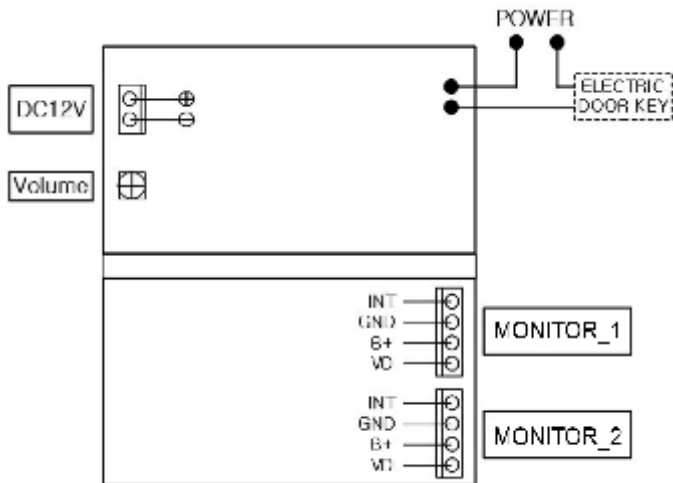 POWER
ELECTRIC
DOOR KEY
DC12V
Volume
INT
GND
B+
VD
MONITOR_1
INT
GND
B+
VD
MONITOR_2